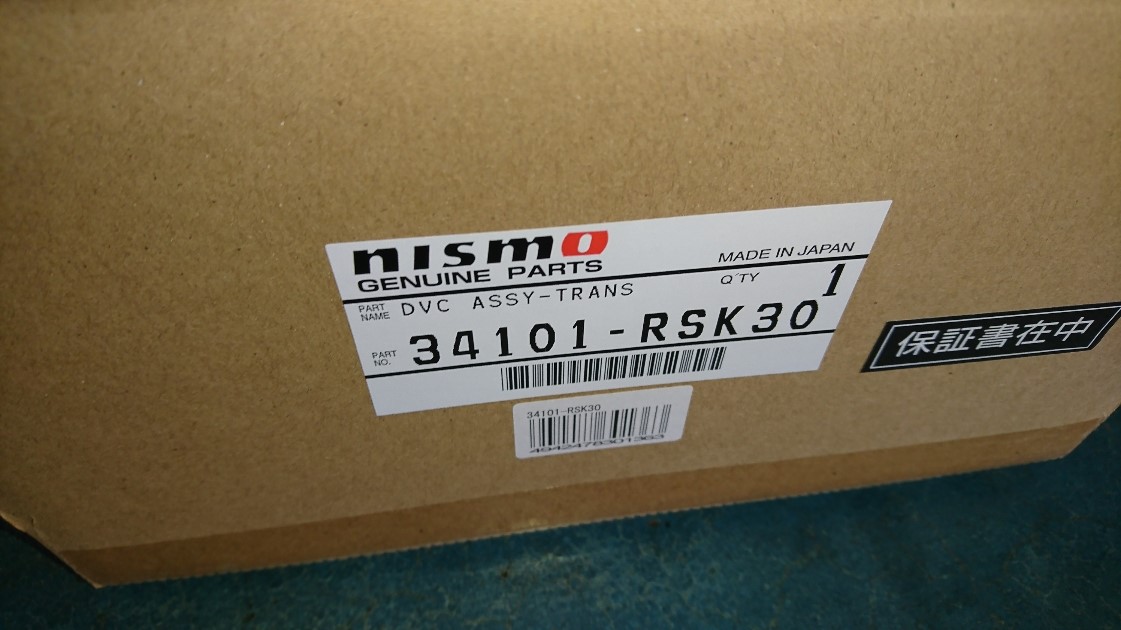 nismo
GENUINE PARTS
MADE IN JAPAN
PART NAME
DVC ASSY-TRANS
Q'TY
1
PART NO.
34101-RSK30
34101-RSK30
4942478301363
保証書在中